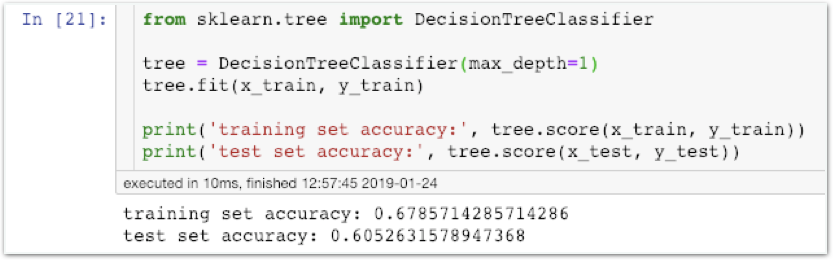 In [21]: from sklearn.tree import DecisionTreeClassifier
tree = DecisionTreeClassifier(max_depth=1)
tree.fit(x_train, y_train)
print('training set accuracy:', tree.score(x_train, y_train))
print('test set accuracy:', tree.score(x_test, y_test))
executed in 10ms, finished 12:57:45 2019-01-24
training set accuracy: 0.6785714285714286
test set accuracy: 0.6052631578947368